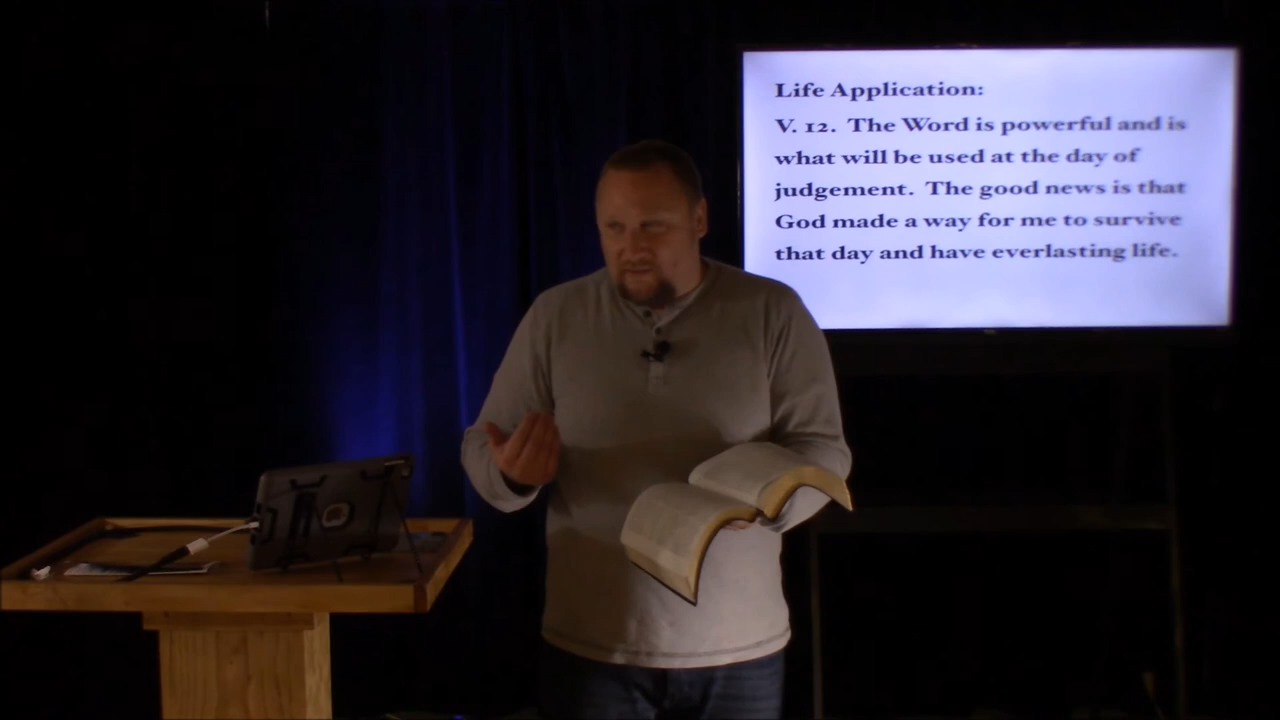 Life Application:
V. 12. The Word is powerful and is
what will be used at the day of
judgement. The good news is that
God made a way for me to survive
that day and have everlasting life.